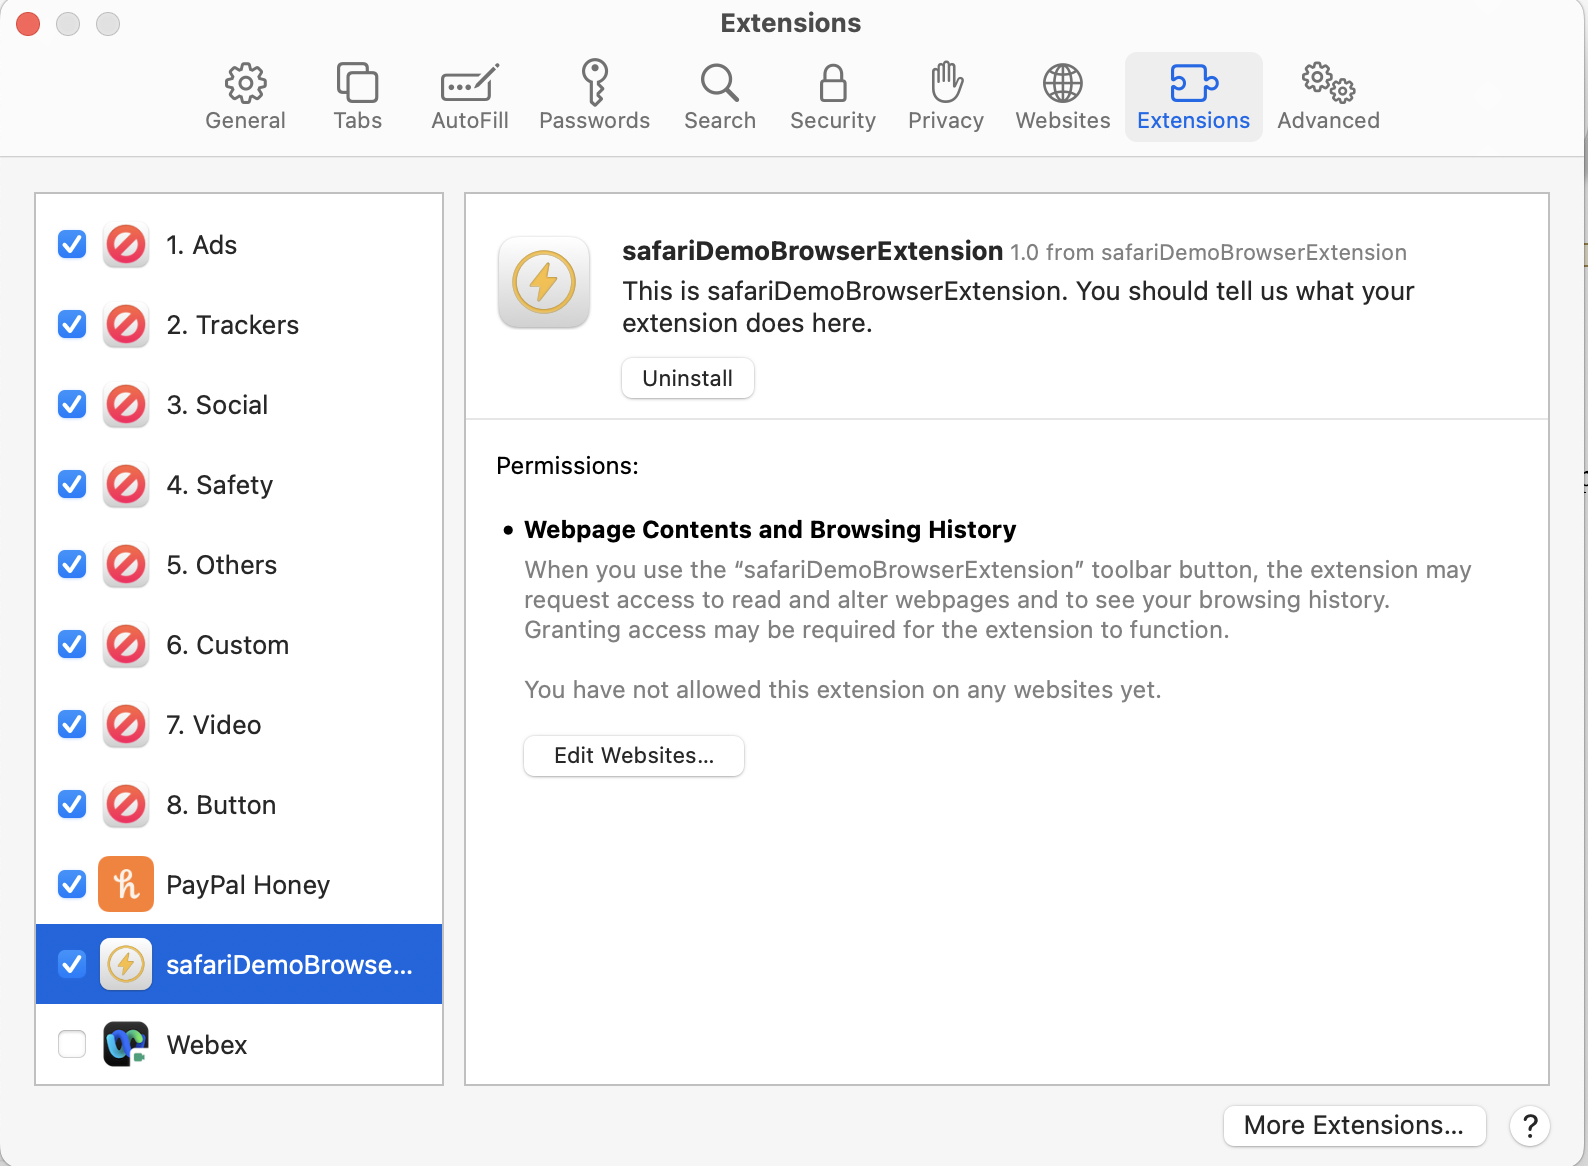 Extensions
General
Tabs
AutoFill
Passwords
Search
Security
Privacy
Websites
Extensions
Advanced
1. Ads
2. Trackers
3. Social
4. Safety
5. Others
6. Custom
7. Video
8. Button
PayPal Honey
safariDemoBrowse...
Webex
safariDemoBrowserExtension 1.0 from safariDemoBrowserExtension
This is safariDemoBrowserExtension. You should tell us what your
extension does here.
Uninstall
Permissions:
• Webpage Contents and Browsing History
When you use the “safariDemoBrowserExtension” toolbar button, the extension may
request access to read and alter webpages and to see your browsing history.
Granting access may be required for the extension to function.
You have not allowed this extension on any websites yet.
Edit Websites...
More Extensions...
?